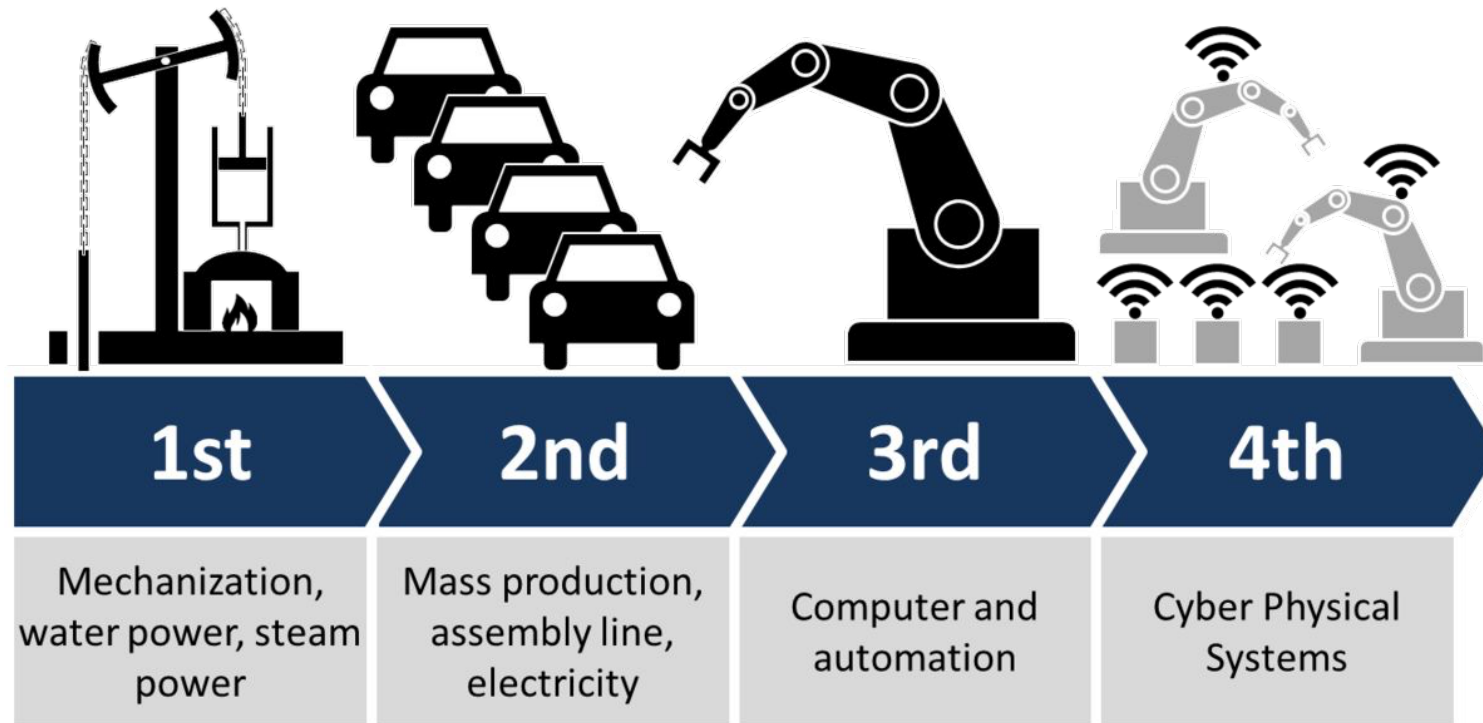 1st
2nd
3rd
4th
Mechanization,
water power, steam
power
Mass production,
assembly line,
electricity
Computer and
automation
Cyber Physical
Systems